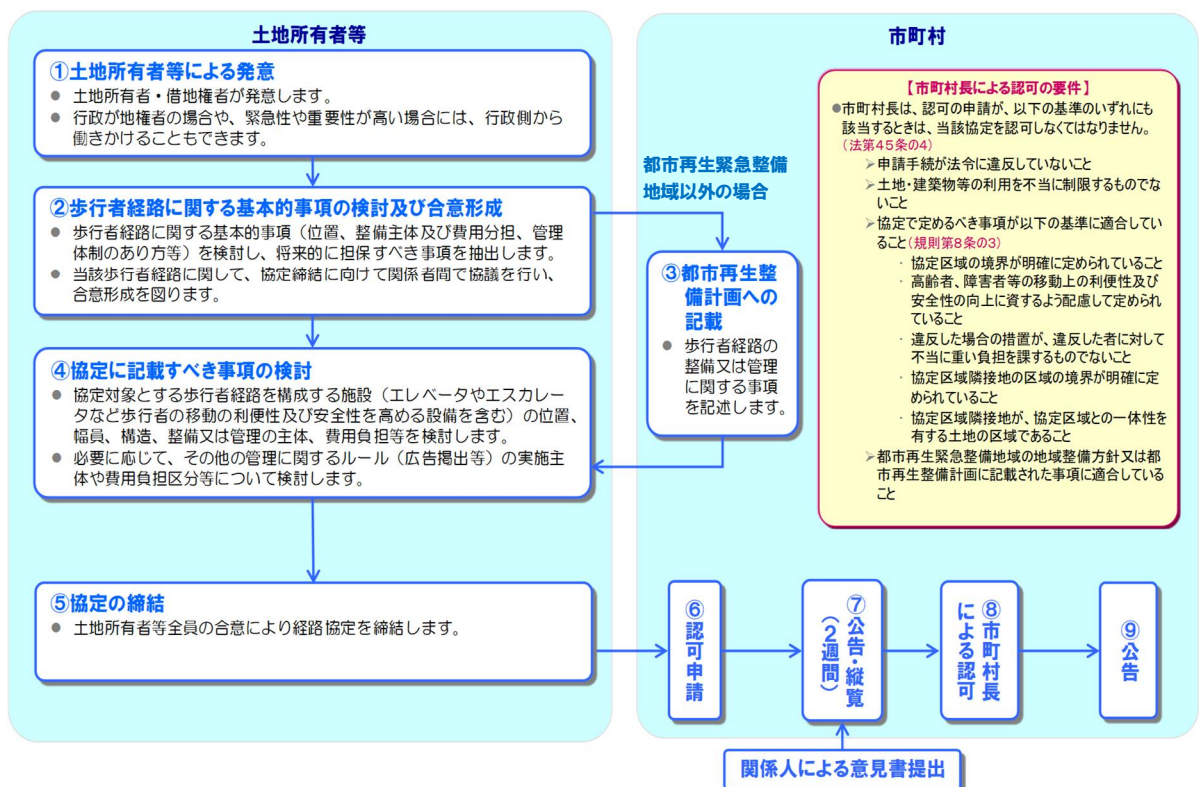 土地所有者等
①土地所有者等による発意
● 土地所有者・借地権者が発意します。
● 行政が地権者の場合や、緊急性や重要性が高い場合には、行政側から
働きかけることもできます。
②歩行者経路に関する基本的事項の検討及び合意形成
● 歩行者経路に関する基本的事項（位置、整備主体及び費用分担、管理
体制のあり方等）を検討し、将来的に担保すべき事項を抽出します。
● 当該歩行者経路に関して、協定締結に向けて関係者間で協議を行い、
合意形成を図ります。
都市再生緊急整備
地域以外の場合
③都市再生整
備計画への
記載
● 歩行者経路の
整備又は管理
に関する事項
を記述します。
④協定に記載すべき事項の検討
● 協定対象とする歩行者経路を構成する施設（エレベータやエスカレー
タなど歩行者の移動の利便性及び安全性を高める設備を含む）の位置、
幅員、構造、整備又は管理の主体、費用負担等を検討します。
● 必要に応じて、その他の管理に関するルール（広告掲出等）の実施主
体や費用負担区分等について検討します。
⑤協定の締結
● 土地所有者等全員の合意により経路協定を締結します。
市町村
【市町村長による認可の要件】
●市町村長は、認可の申請が、以下の基準のいずれにも
該当するときは、当該協定を認可しなくてはなりません。
（法第45条の4）
➢申請手続が法令に違反していないこと
➢土地・建築物等の利用を不当に制限するものでな
いこと
➢協定で定めるべき事項が以下の基準に適合してい
ること（規則第8条の3）
・ 協定区域の境界が明確に定められていること
・ 高齢者、障害者等の移動上の利便性及び
安全性の向上に資するよう配慮して定められ
ていること
・ 違反した場合の措置が、違反した者に対して
不当に重い負担を課するものでないこと
・ 協定区域隣接地の区域の境界が明確に定
められていること
・ 協定区域隣接地が、協定区域との一体性を
有する土地の区域であること
➢都市再生緊急整備地域の地域整備方針又は都
市再生整備計画に記載された事項に適合している
こと
⑥認可申請
⑦公告・縦覧
（2週間）
⑧市町村長
による認可
⑨公告
関係人による意見書提出